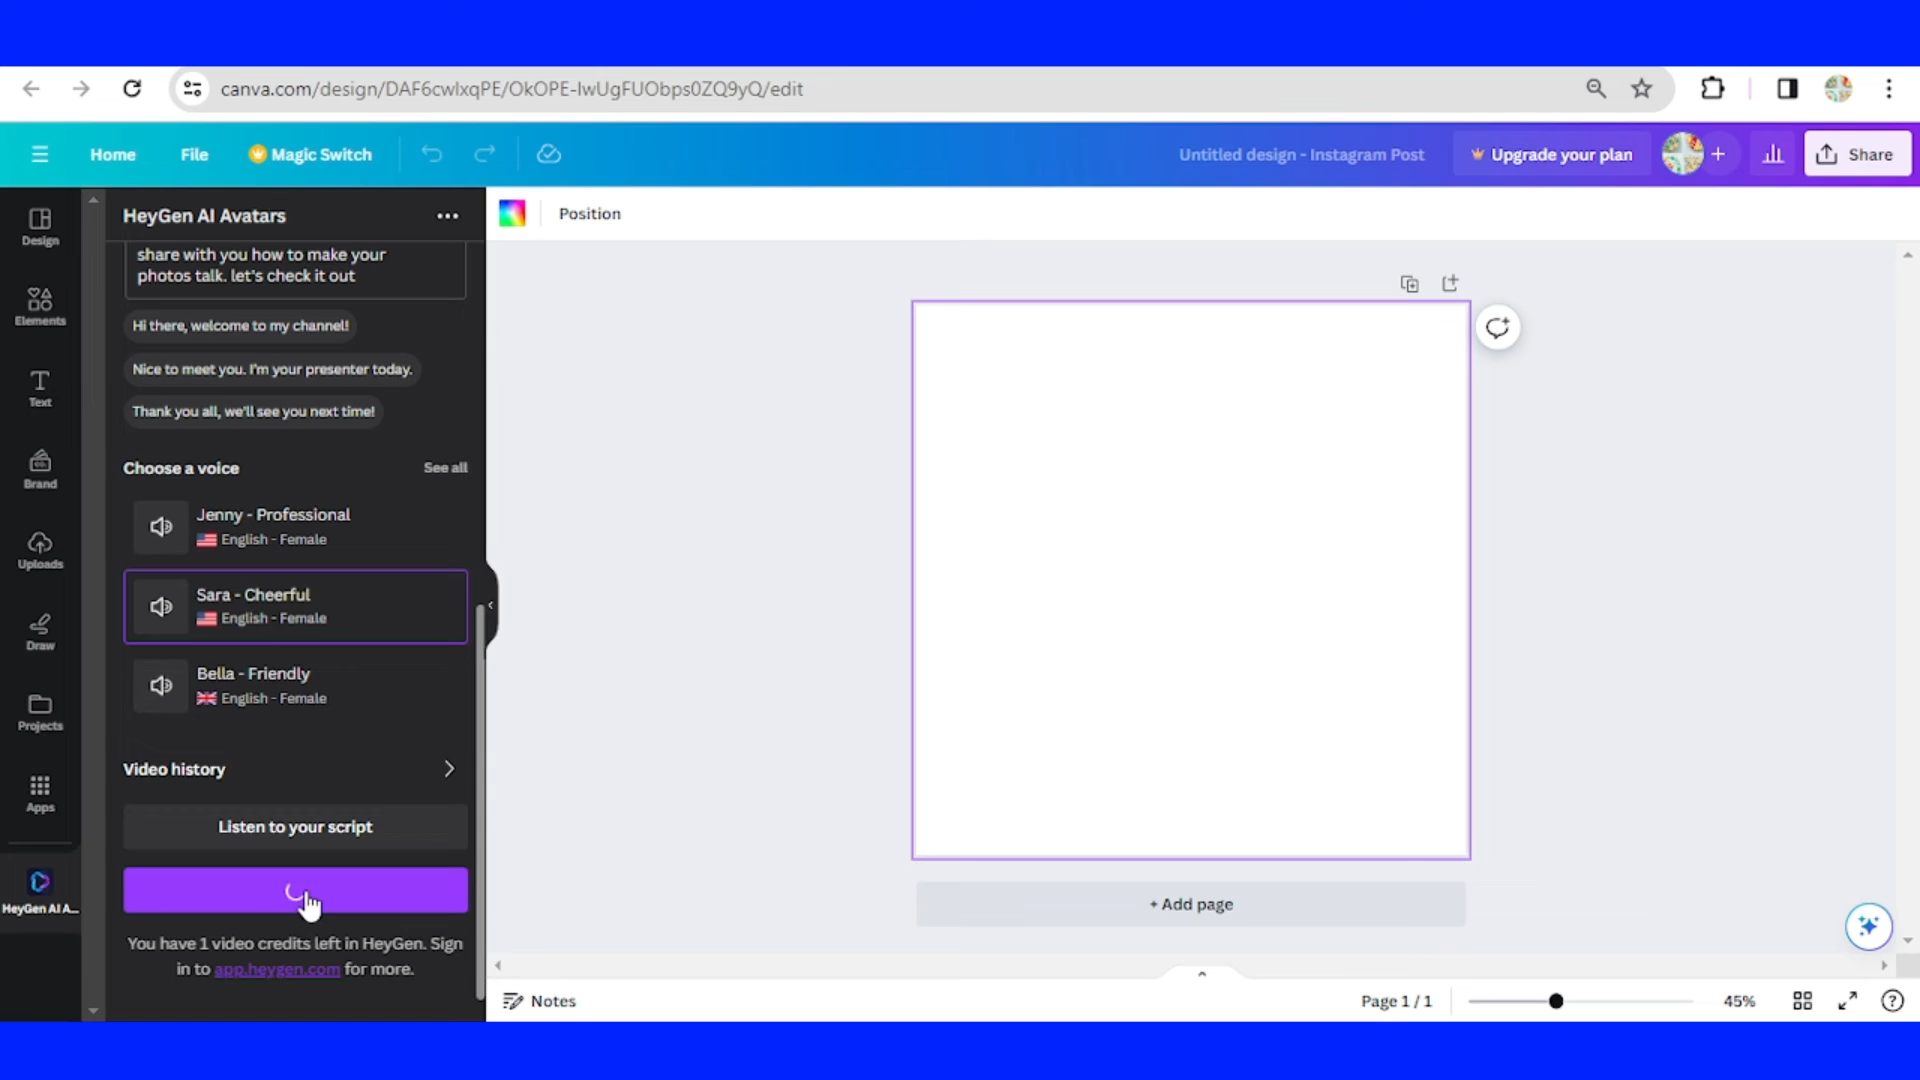 canva.com/design/DAF6cwlxqPE/OkOPE-IwUgFUObps0ZQ9yQ/edit
Home
File
Magic Switch
Untitled design - Instagram Post
Upgrade your plan
Share
Design
Elements
Text
Brand
Uploads
Draw
Projects
Apps
HeyGen AI A...
HeyGen AI Avatars
share with you how to make your
photos talk. let's check it out
Hi there, welcome to my channel!
Nice to meet you. I'm your presenter today.
Thank you all, we'll see you next time!
Choose a voice
See all
Jenny - Professional
English - Female
Sara - Cheerful
English - Female
Bella - Friendly
English - Female
Video history
Listen to your script
You have 1 video credits left in HeyGen. Sign
in to app.heygen.com for more.
Position
+ Add page
Notes
Page 1 / 1
45%